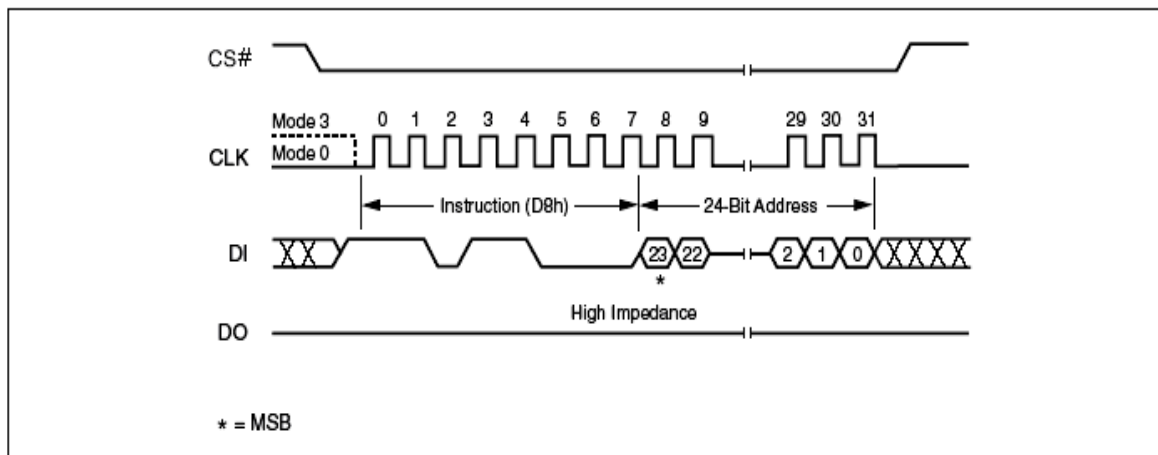 CS#
Mode 3
0 1 2 3 4 5 6 7 8 9 29 30 31
CLK
Mode 0
Instruction (D8h) 24-Bit Address
DI 23 22 2 1 0
*
High Impedance
DO
* = MSB